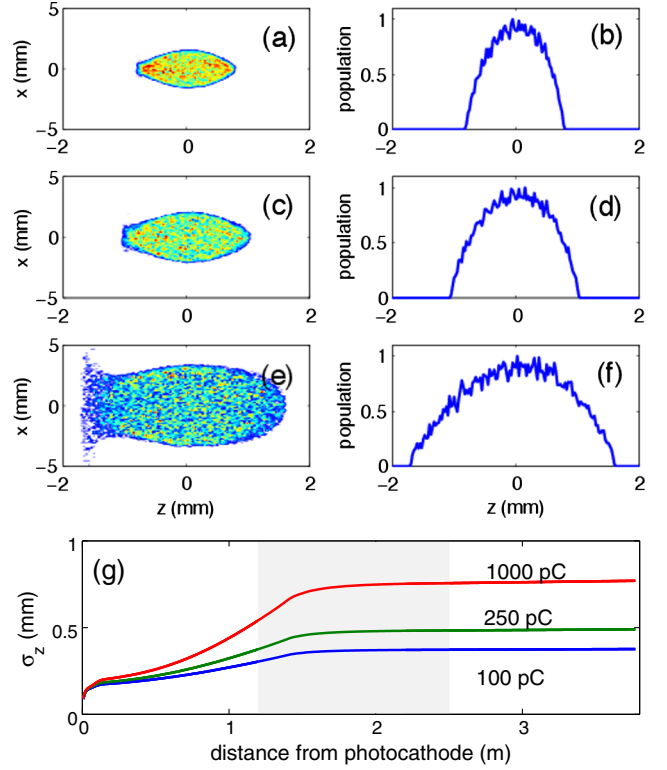 (a)
(b)
x (mm)
5
0
−5
−2
0
2
population
1
0.5
0
−2
0
2
(c)
(d)
x (mm)
5
0
−5
−2
0
2
population
1
0.5
0
−2
0
2
(e)
(f)
x (mm)
5
0
−5
−2
0
2
z (mm)
population
1
0.5
0
−2
0
2
z (mm)
(g)
σz (mm)
1
0.5
0
1000 pC
250 pC
100 pC
0
1
2
3
distance from photocathode (m)